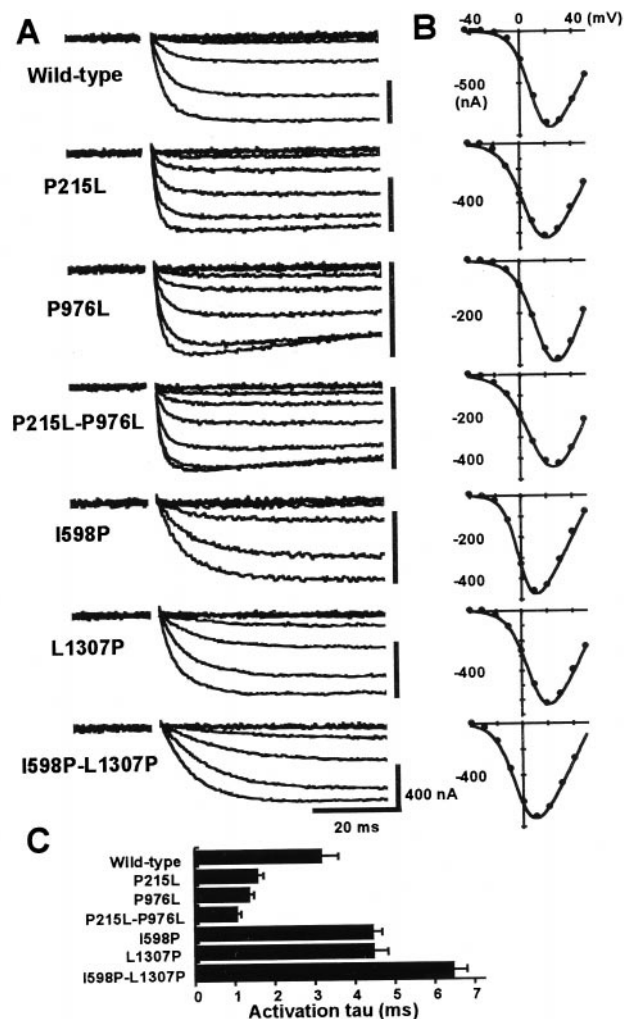 A
B
-40 0 40 (mV)
Wild-type
-500
(nA)
P215L
-400
P976L
-200
P215L-P976L
-200
-400
I598P
-200
-400
L1307P
-400
I598P-L1307P
-400
400 nA
20 ms
C
Wild-type
P215L
P976L
P215L-P976L
I598P
L1307P
I598P-L1307P
0 1 2 3 4 5 6 7
Activation tau (ms)